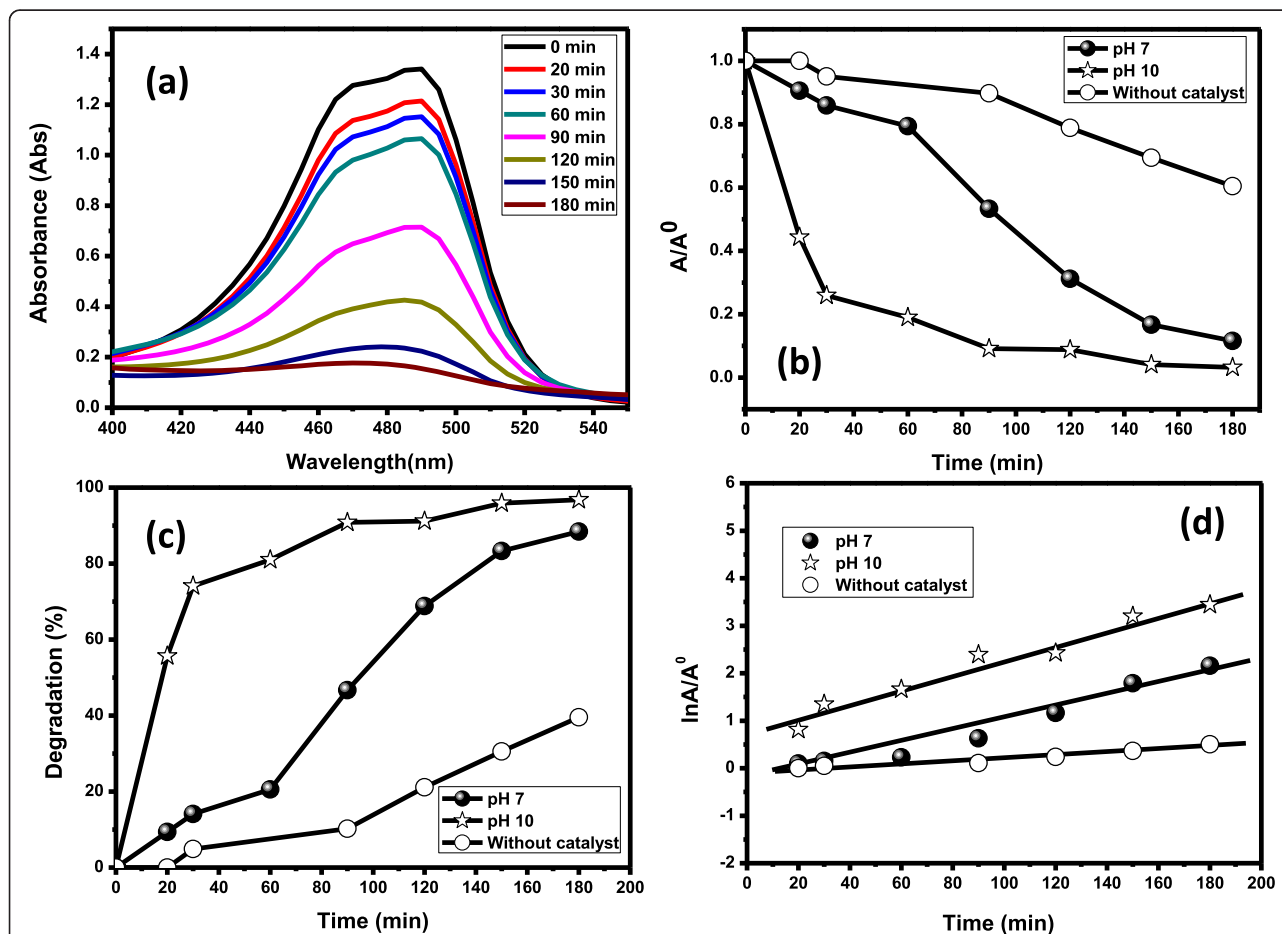 (a)
0 min
20 min
30 min
60 min
90 min
120 min
150 min
180 min
1.4
1.2
1.0
0.8
0.6
0.4
0.2
0.0
Absorbance (Abs)
400 420 440 460 480 500 520 540
Wavelength(nm)
(b)
pH 7
pH 10
Without catalyst
1.0
0.8
0.6
0.4
0.2
0.0
A/A⁰
0 20 40 60 80 100 120 140 160 180 200
Time (min)
(c)
pH 7
pH 10
Without catalyst
100
80
60
40
20
0
Degradation (%)
0 20 40 60 80 100 120 140 160 180 200
Time (min)
(d)
pH 7
pH 10
Without catalyst
6
5
4
3
2
1
0
-1
-2
lnA/A⁰
0 20 40 60 80 100 120 140 160 180 200
Time (min)